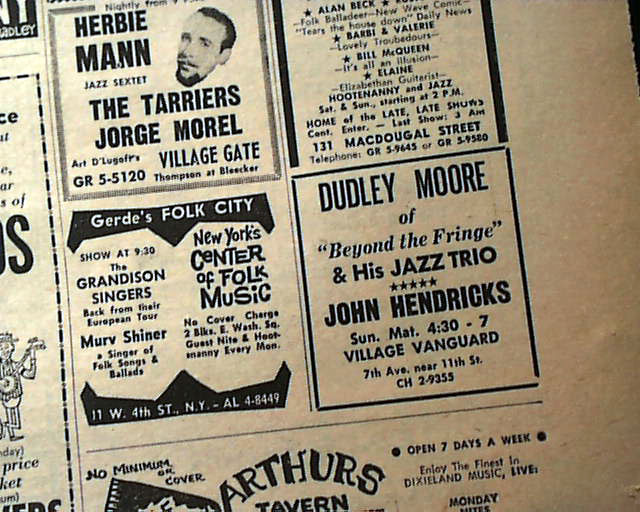 Nightly from 9
HERBIE
MANN
JAZZ SEXTET
THE TARRIERS
JORGE MOREL
Art D'Lugoff's
VILLAGE GATE
GR 5-5120
Thompson at Bleecker
★ ALAN BECK ★
—Folk Balladeer—New Wave Comic—
"Tears the house down" Daily News
★ BARBI & VALERIE
—Lovely Troubadours—
★ BILL McQUEEN
—It's all an Illusion—
★ ELAINE
—Elizabethan Guitarist—
HOOTENANNY and JAZZ
Sat. & Sun., starting at 2 P.M.
HOME of the LATE, LATE SHOWS
Cont. Enter. — Last Show: 3 AM
131 MACDOUGAL STREET
Telephone: GR 5-9645 or GR 5-9580
Gerde's FOLK CITY
SHOW AT 9:30
The
GRANDISON
SINGERS
Back from their
European Tour
Murv Shiner
a Singer of
Folk Songs &
Ballads
New York's
CENTER
of FOLK
MUSiC
No Cover Charge
2 Blks. E. Wash. Sq.
Guest Nite & Hoot-
enanny Every Mon.
11 W. 4th ST., N.Y. - AL 4-8449
DUDLEY MOORE
of
"Beyond the Fringe"
& His JAZZ TRIO
★★★★★
JOHN HENDRICKS
Sun. Mat. 4:30 - 7
VILLAGE VANGUARD
7th Ave. near 11th St.
CH 2-9355
NO MINIMUM
OR
COVER
ARTHURS
TAVERN
● OPEN 7 DAYS A WEEK ●
Enjoy The Finest In
DIXIELAND MUSIC, LIVE:
MONDAY
NITES
s of
price